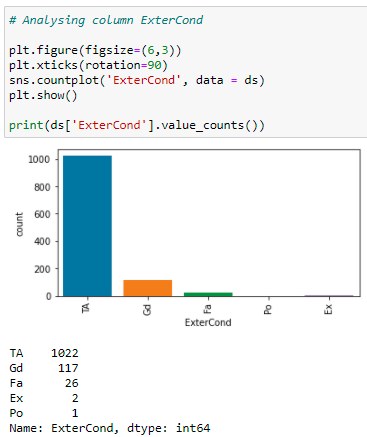 # Analysing column ExterCond
plt.figure(figsize=(6,3))
plt.xticks(rotation=90)
sns.countplot('ExterCond', data = ds)
plt.show()
print(ds['ExterCond'].value_counts())
1000
800
600
400
200
0
count
TA
Gd
Fa
Po
Ex
ExterCond
TA 1022
Gd 117
Fa 26
Ex 2
Po 1
Name: ExterCond, dtype: int64